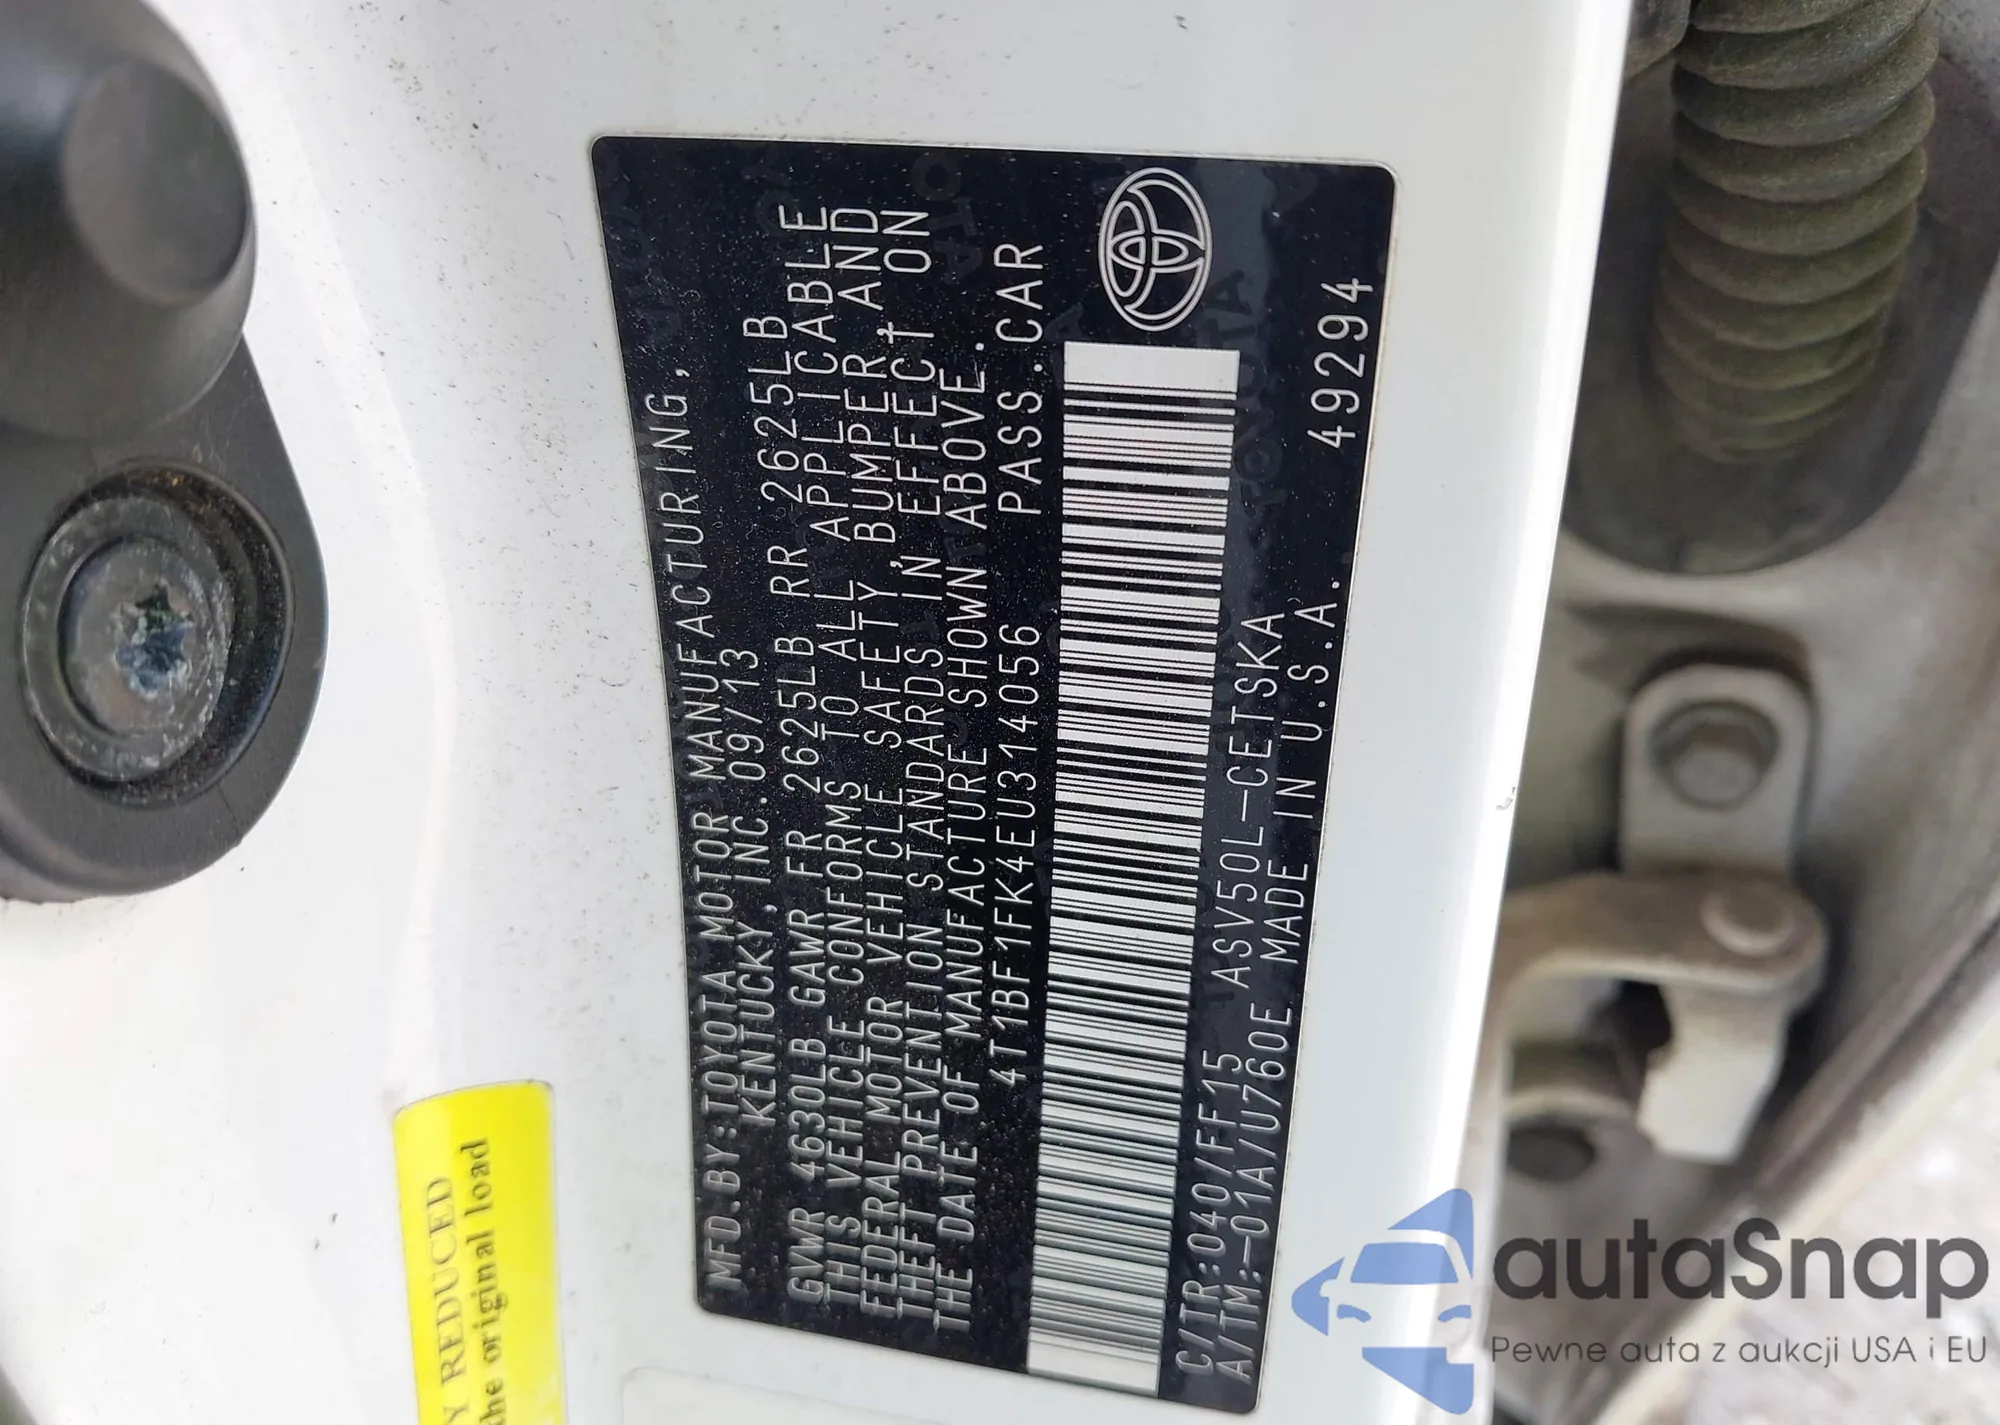 MFD.BY:TOYOTA MOTOR MANUFACTURING,
KENTUCKY, INC. 09/13
GVWR 4630LB GAWR FR 2625LB RR 2625LB
THIS VEHICLE CONFORMS TO ALL APPLICABLE
FEDERAL MOTOR VEHICLE SAFETY, BUMPER, AND
THEFT PREVENTION STANDARDS IN EFFECT ON
THE DATE OF MANUFACTURE SHOWN ABOVE.
4T1BF1FK4EU314056 PASS.CAR
C/TR:040/FF15 ASV50L-CETSKA
A/TM:-01A/U760E MADE IN U.S.A. 49294
Y REDUCED
the original load
autaSnap
Pewne auta z aukcji USA i EU